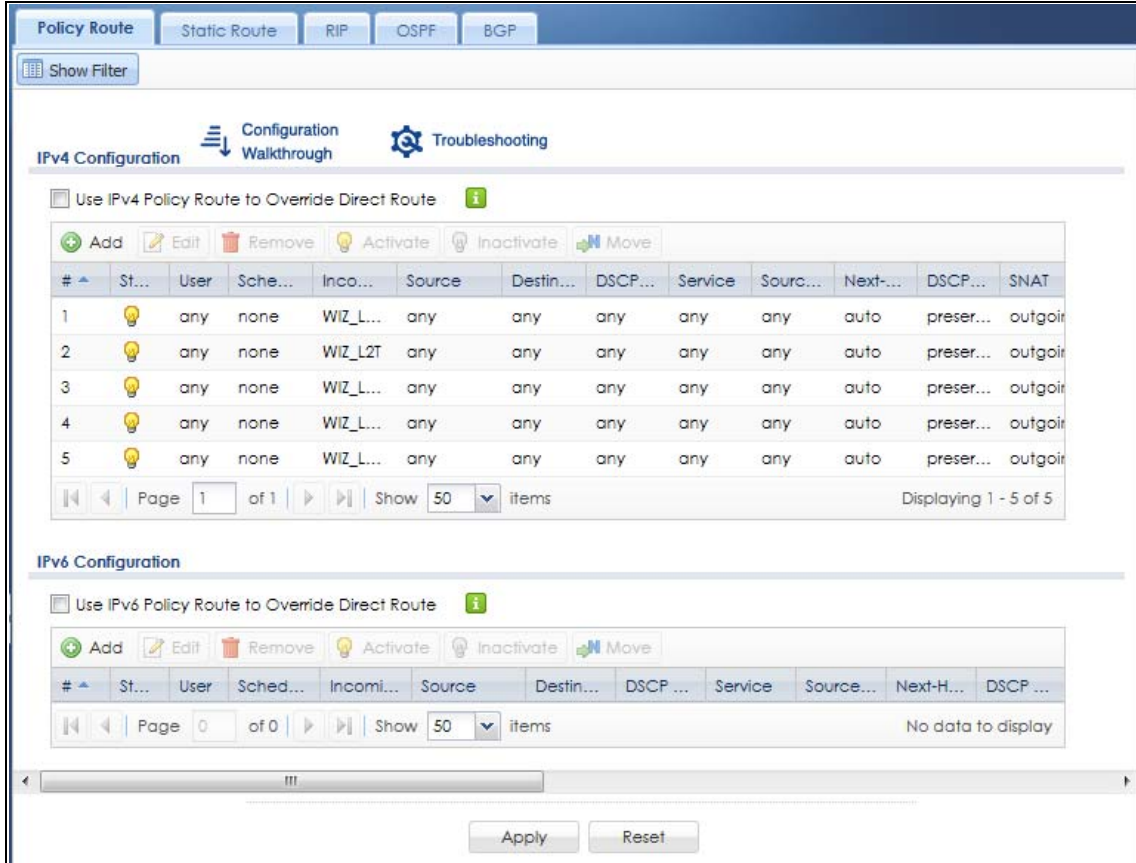 Policy Route Static Route RIP OSPF BGP
Show Filter
Configuration
Walkthrough
Troubleshooting
IPv4 Configuration
Use IPv4 Policy Route to Override Direct Route
Add Edit Remove Activate Inactivate Move
# St... User Sche... Inco... Source Destin... DSCP... Service Sourc... Next-... DSCP... SNAT
1 any none WIZ_L... any any any any any auto preser... outgoin
2 any none WIZ_L2T any any any any any auto preser... outgoin
3 any none WIZ_L... any any any any any auto preser... outgoin
4 any none WIZ_L... any any any any any auto preser... outgoin
5 any none WIZ_L... any any any any any auto preser... outgoin
Page 1 of 1 Show 50 items Displaying 1 - 5 of 5
IPv6 Configuration
Use IPv6 Policy Route to Override Direct Route
Add Edit Remove Activate Inactivate Move
# St... User Sched... Incomi... Source Destin... DSCP ... Service Source... Next-H... DSCP ...
Page 0 of 0 Show 50 items No data to display
Apply Reset